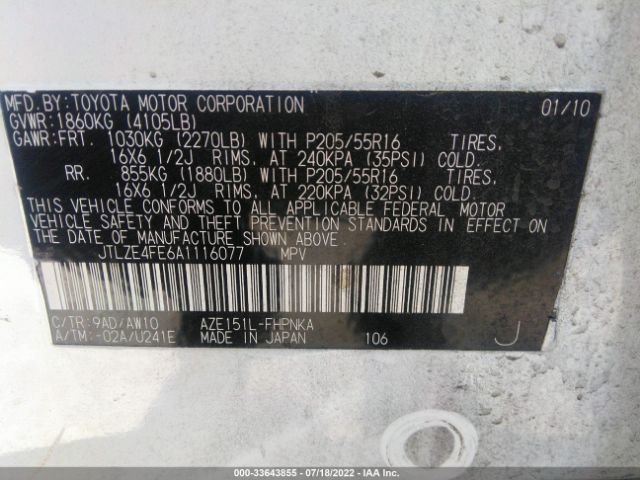 MFD.BY:TOYOTA MOTOR CORPORATION 01/10
GVWR:1860KG (4105LB)
GAWR:FRT. 1030KG (2270LB) WITH P205/55R16 TIRES,
16X6 1/2J RIMS, AT 240KPA (35PSI) COLD.
RR. 855KG (1880LB) WITH P205/55R16 TIRES,
16X6 1/2J RIMS, AT 220KPA (32PSI) COLD.
THIS VEHICLE CONFORMS TO ALL APPLICABLE FEDERAL MOTOR
VEHICLE SAFETY AND THEFT PREVENTION STANDARDS IN EFFECT ON
THE DATE OF MANUFACTURE SHOWN ABOVE.
JTLZE4FE6A1116077 MPV
C/TR:9AD/AW10 AZE151L-FHPNKA
A/TM:-02A/U241E MADE IN JAPAN 106 J
000-33643855 - 07/18/2022 - IAA Inc.